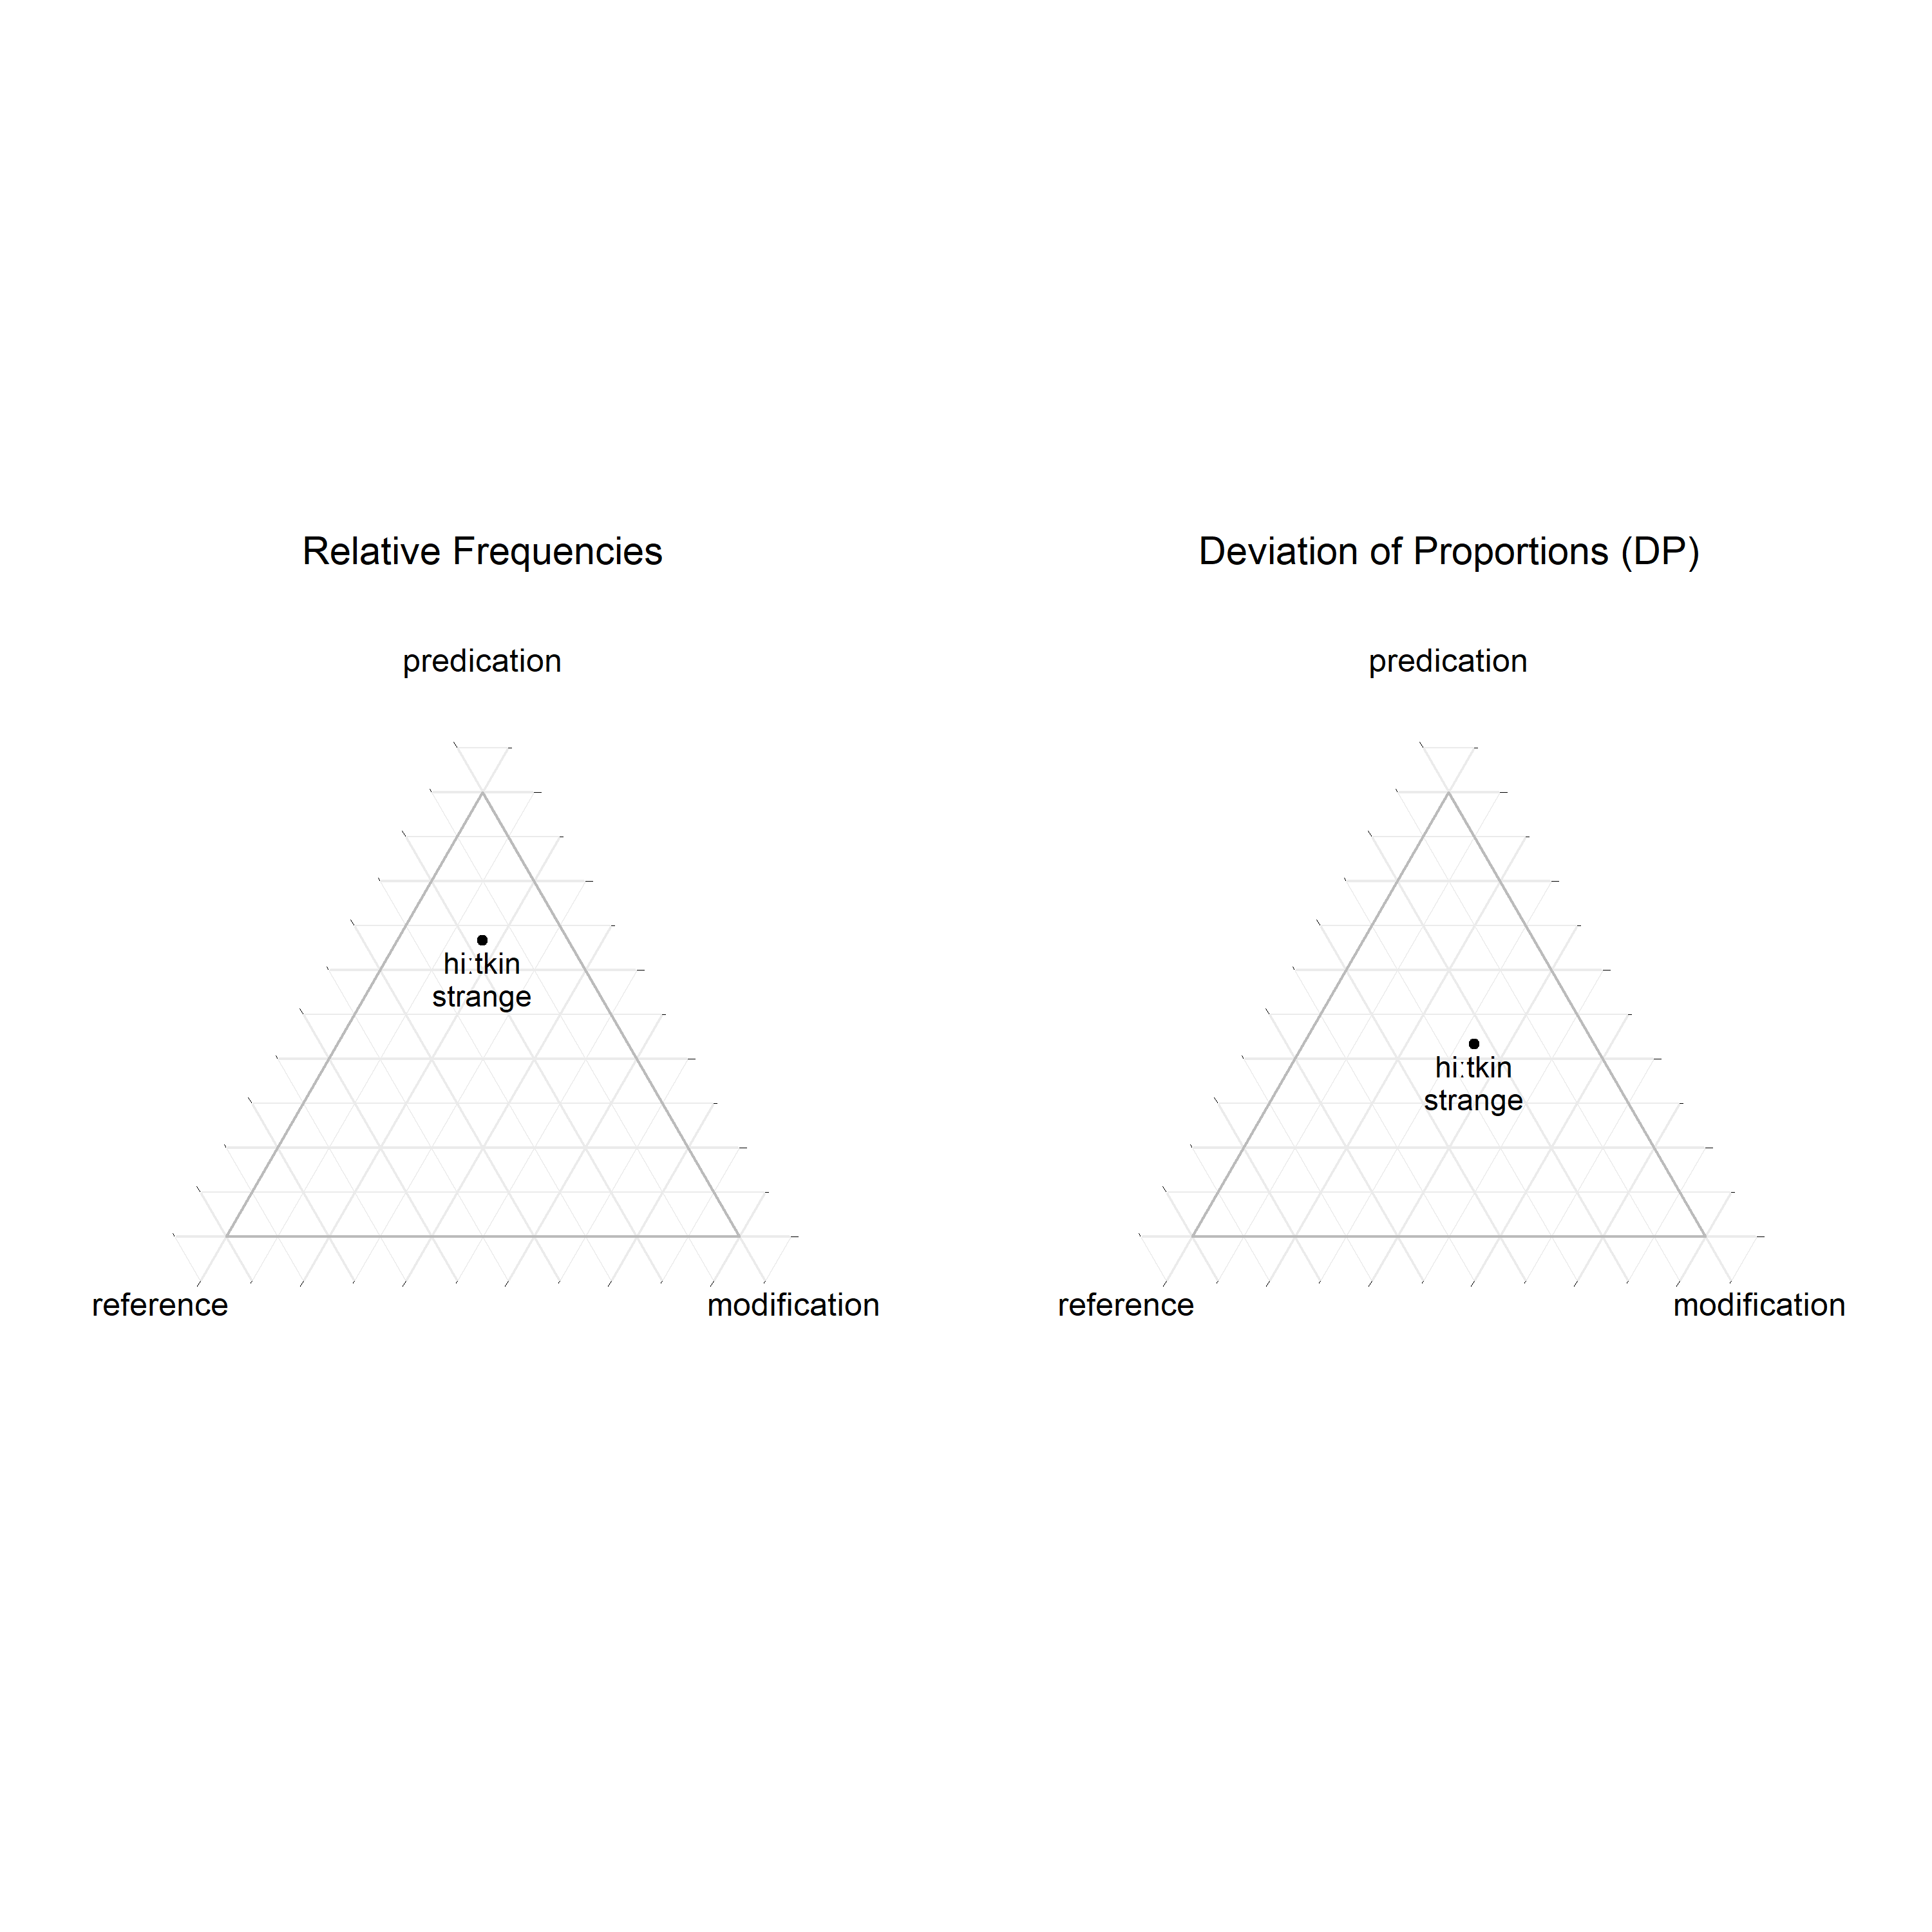 Relative Frequencies
predication
hiːtkin
strange
reference
modification
Deviation of Proportions (DP)
predication
hiːtkin
strange
reference
modification